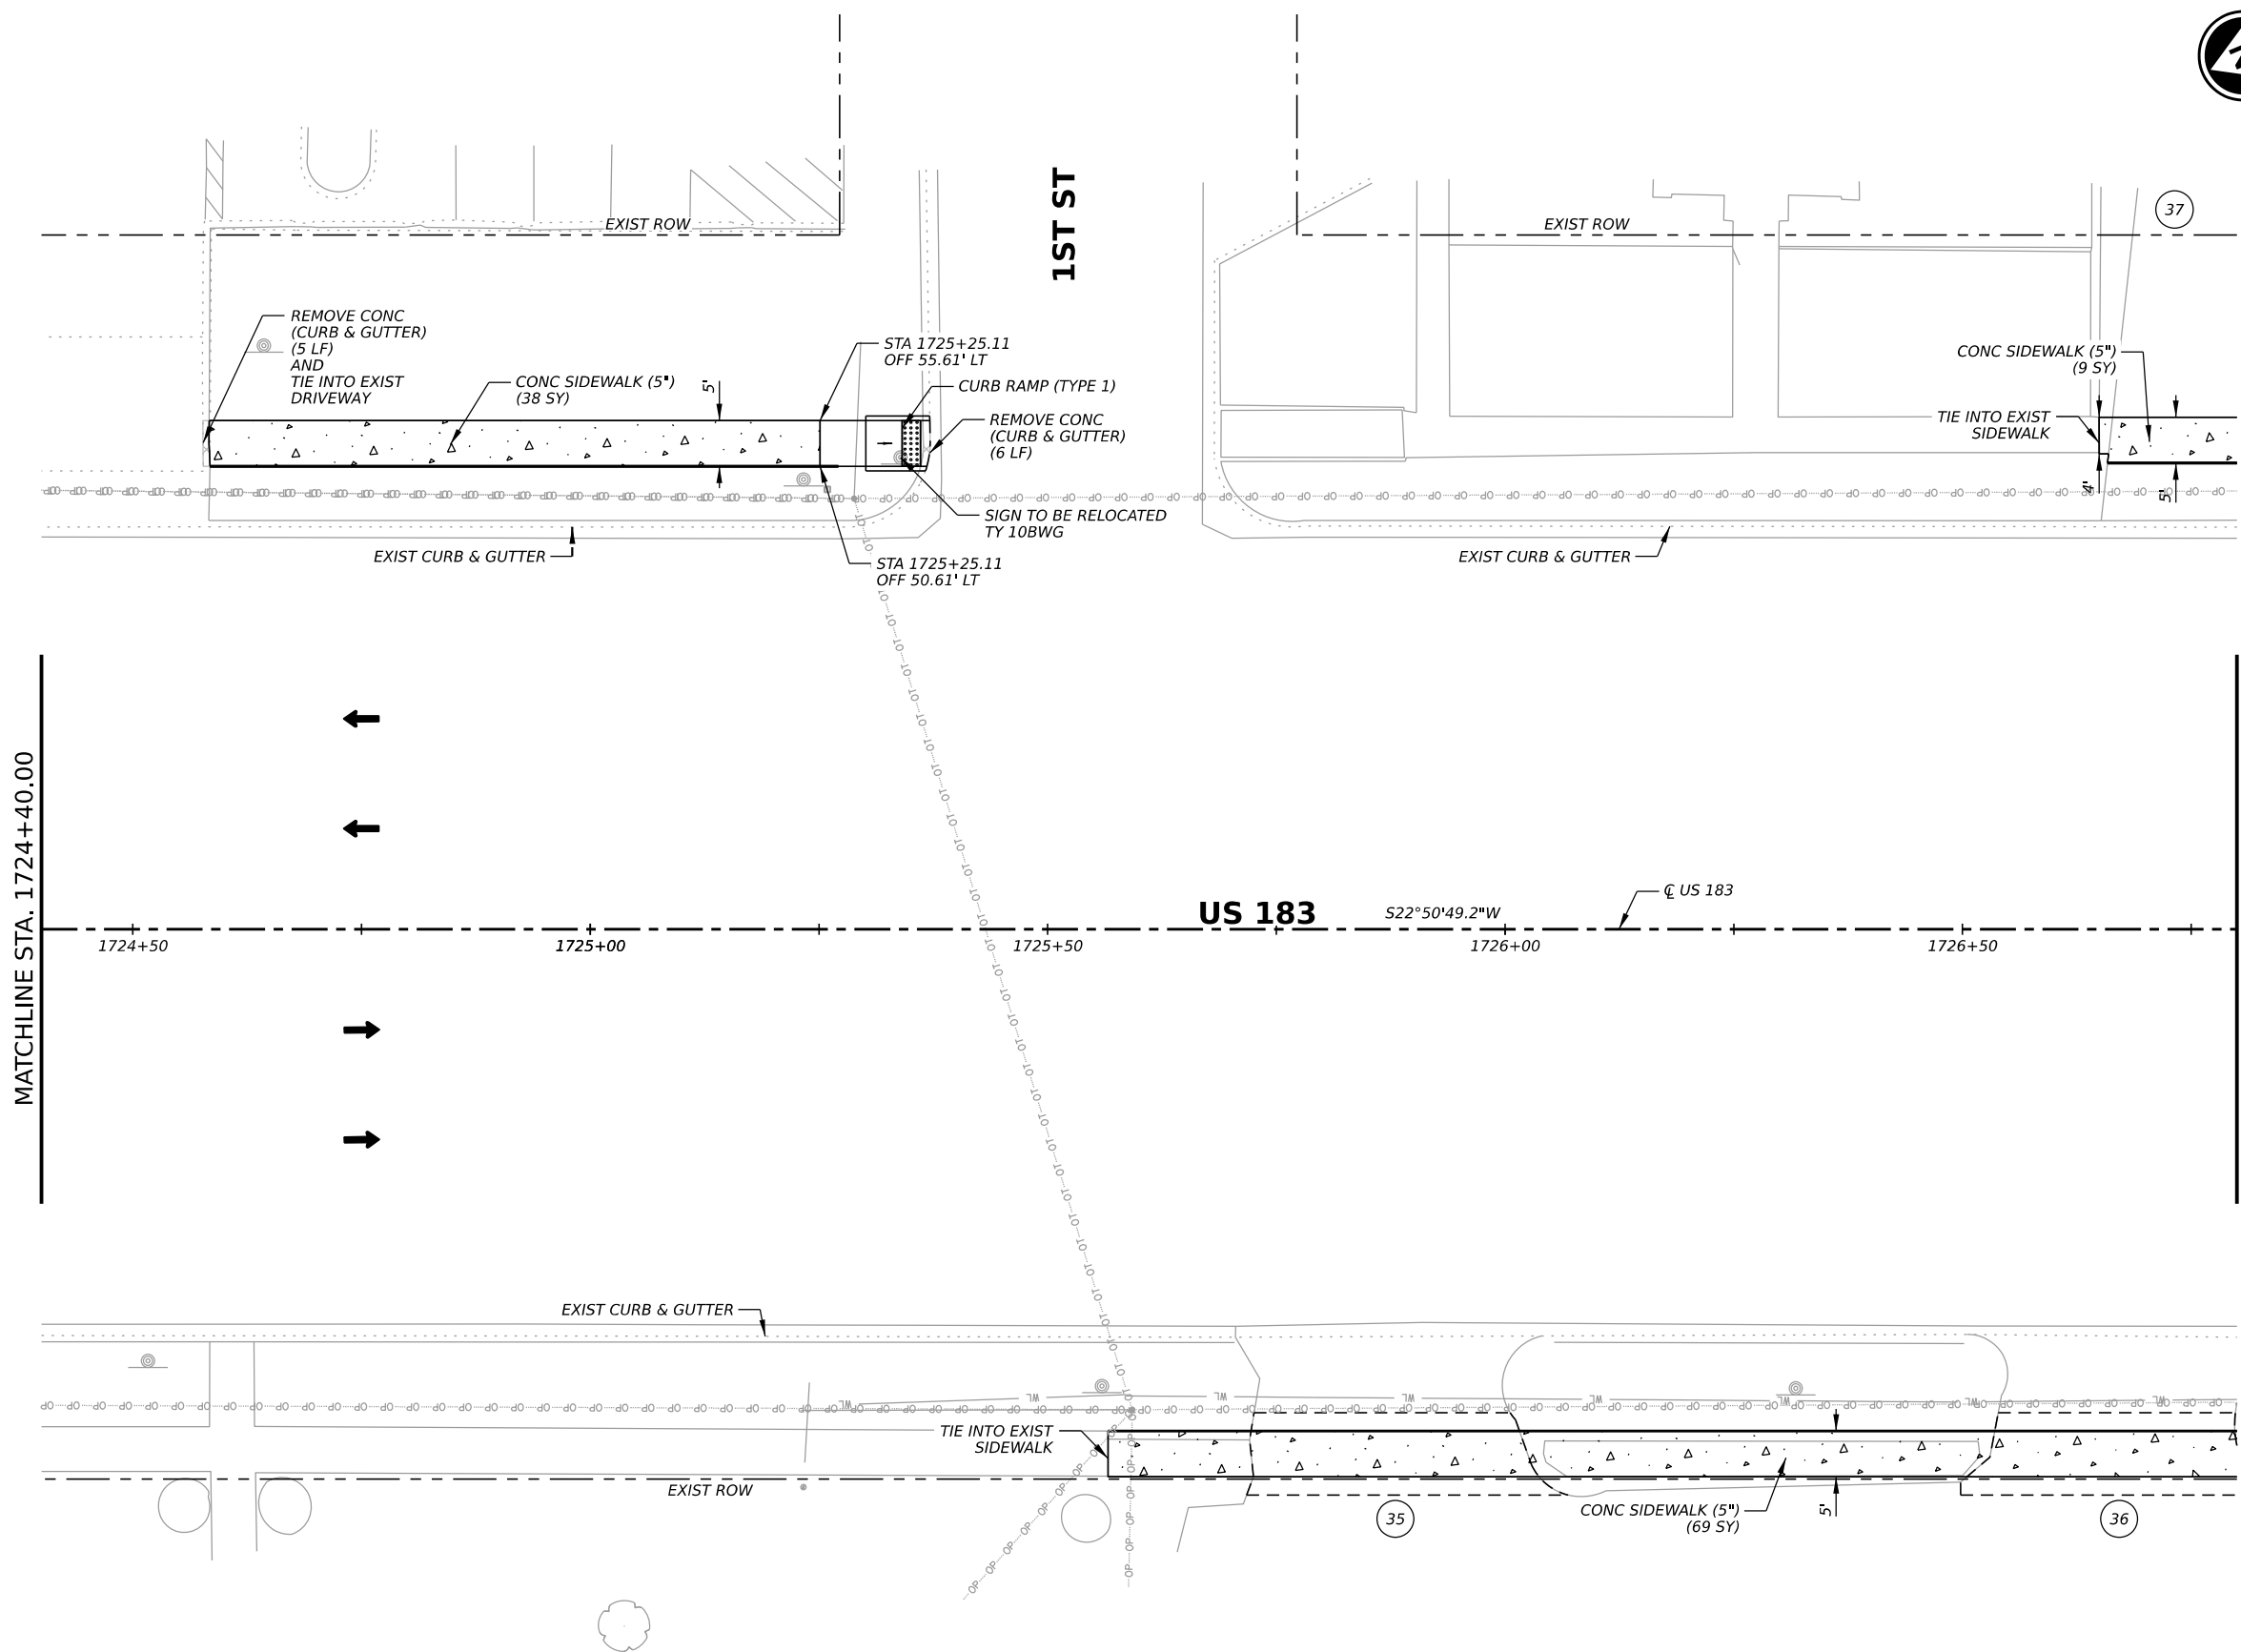 1ST ST
EXIST ROW
EXIST ROW
37
REMOVE CONC
(CURB & GUTTER)
(5 LF)
AND
TIE INTO EXIST
DRIVEWAY
CONC SIDEWALK (5")
(38 SY)
5'
STA 1725+25.11
OFF 55.61' LT
CURB RAMP (TYPE 1)
REMOVE CONC
(CURB & GUTTER)
(6 LF)
SIGN TO BE RELOCATED
TY 10BWG
STA 1725+25.11
OFF 50.61' LT
EXIST CURB & GUTTER
CONC SIDEWALK (5")
(9 SY)
TIE INTO EXIST
SIDEWALK
4'
5'
EXIST CURB & GUTTER
MATCHLINE STA. 1724+40.00
US 183
S22°50'49.2"W
℄ US 183
1724+50
1725+00
1725+50
1726+00
1726+50
EXIST CURB & GUTTER
TIE INTO EXIST
SIDEWALK
EXIST ROW
35
CONC SIDEWALK (5")
(69 SY)
5'
36